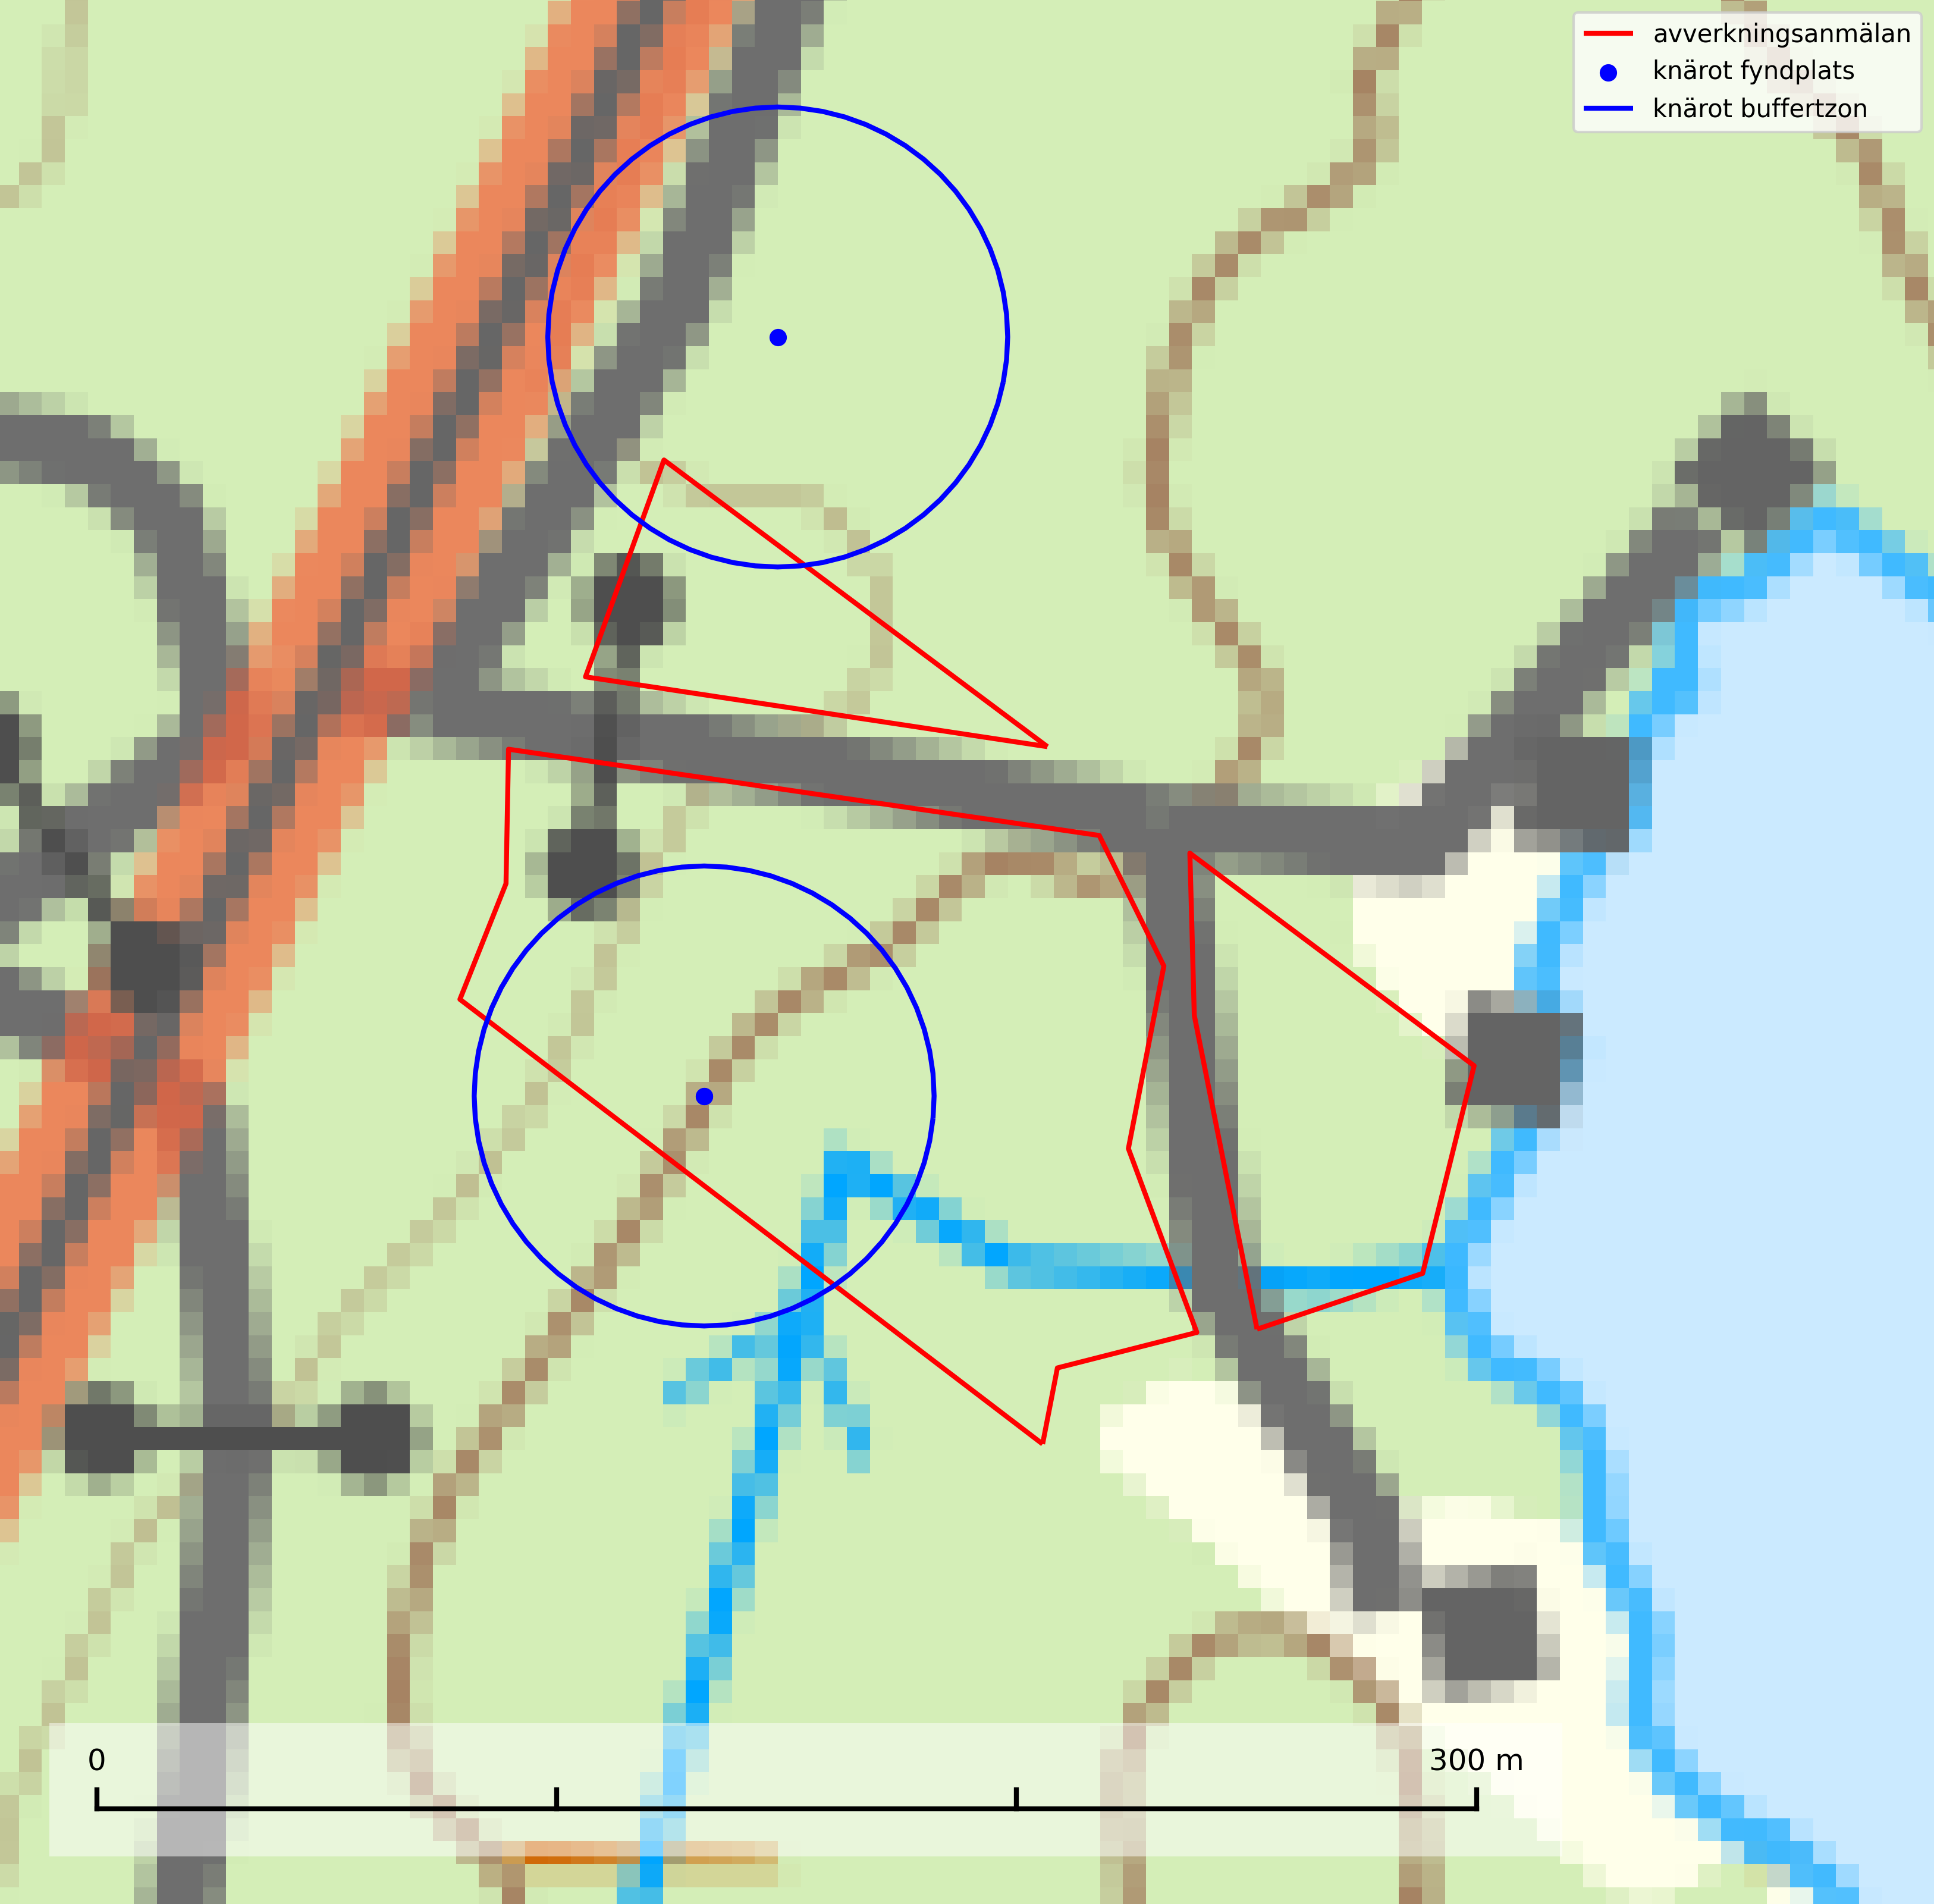 avverkningsanmälan
knärot fyndplats
knärot buffertzon
0 300 m